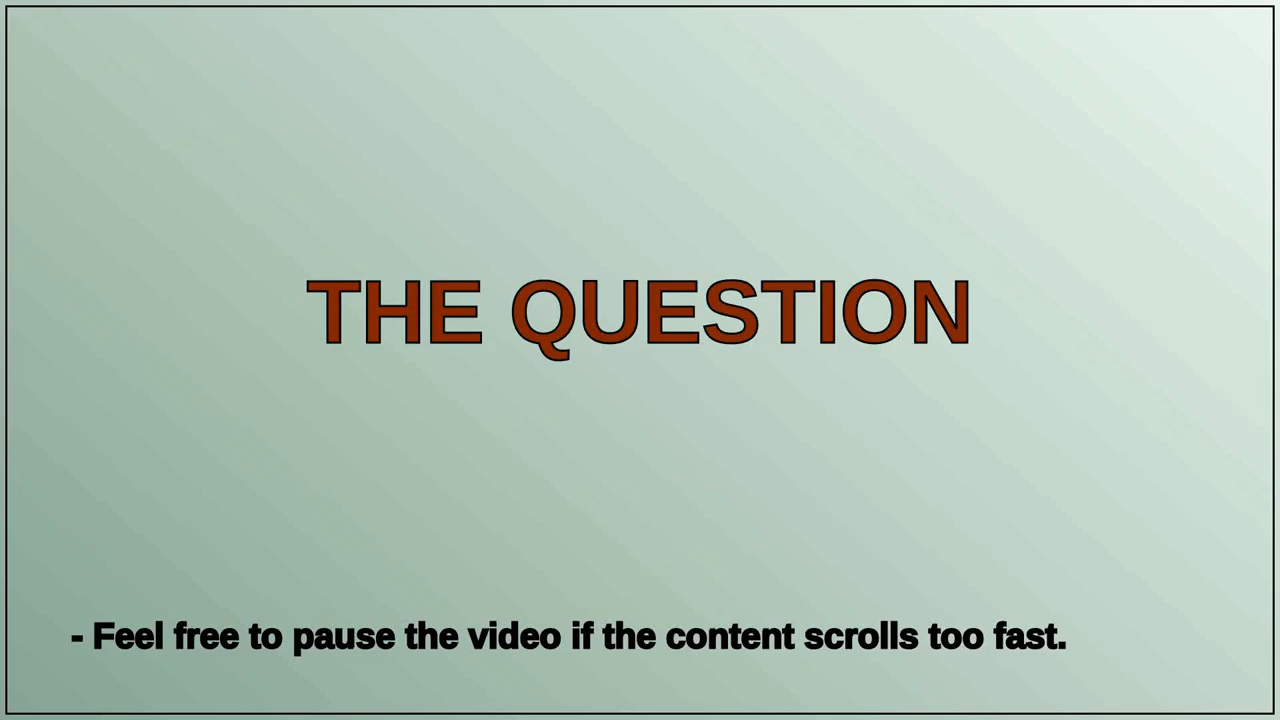 THE QUESTION
- Feel free to pause the video if the content scrolls too fast.